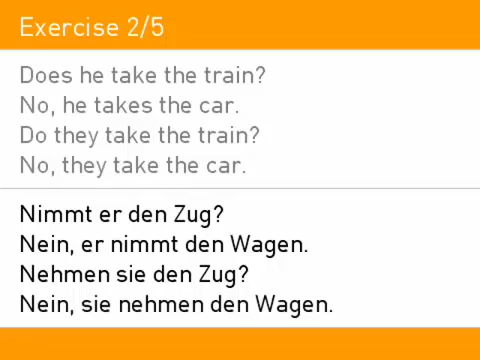 Exercise 2/5
Does he take the train?
No, he takes the car.
Do they take the train?
No, they take the car.
Nimmt er den Zug?
Nein, er nimmt den Wagen.
Nehmen sie den Zug?
Nein, sie nehmen den Wagen.